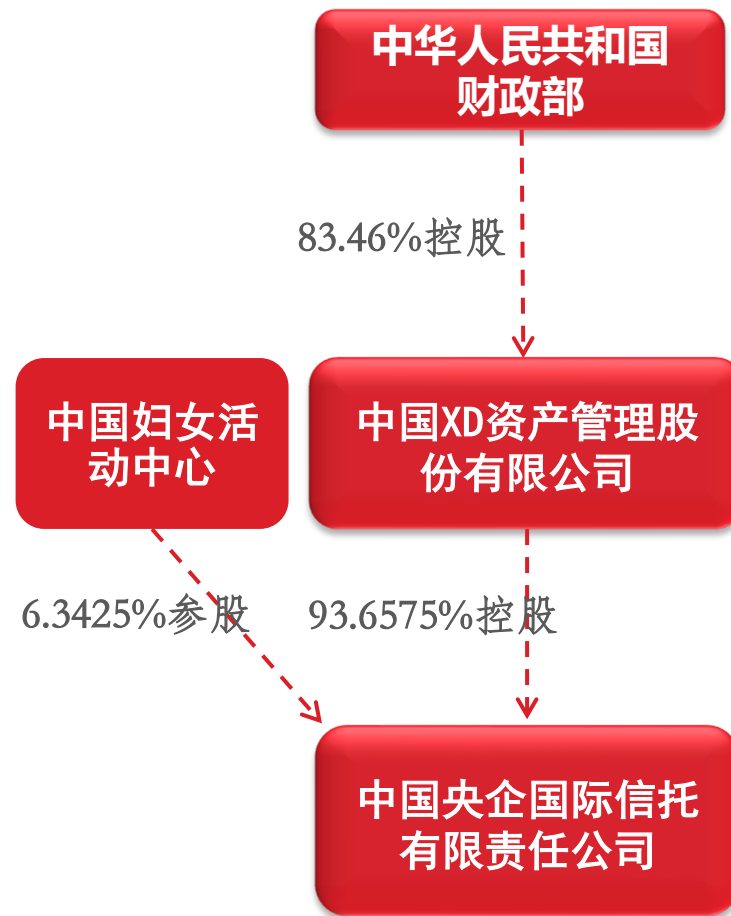 中华人民共和国
财政部
83.46%控股
中国妇女活
动中心
中国XD资产管理股
份有限公司
6.3425%参股
93.6575%控股
中国央企国际信托
有限责任公司